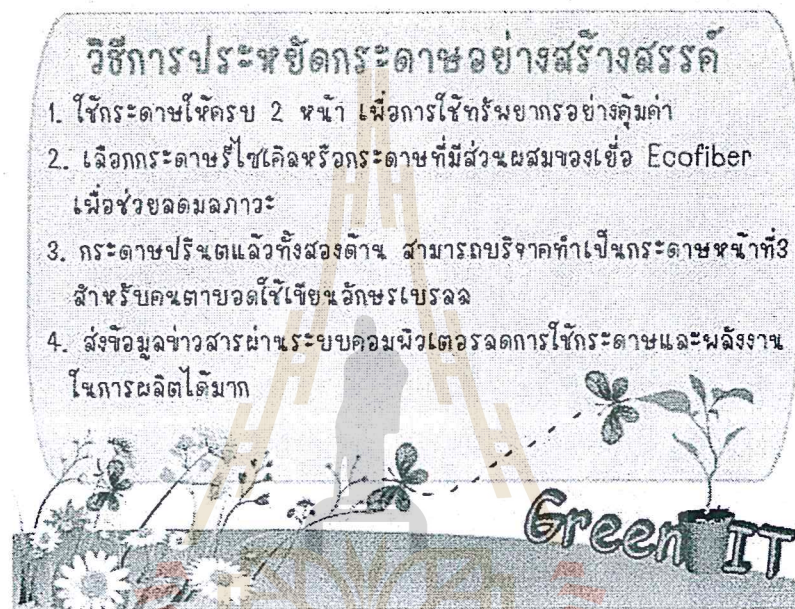 วิธีการประหยัดกระดาษอย่างสร้างสรรค์
1. ใช้กระดาษให้ครบ 2 หน้า เพื่อการใช้ทรัพยากรอย่างคุ้มค่า
2. เลือกกระดาษรีไซเคิลหรือกระดาษที่มีส่วนผสมของเยื่อ Ecofiber
เพื่อช่วยลดมลภาวะ
3. กระดาษปรินตแล้วทั้งสองด้าน สามารถบริจาคทำเป็นกระดาษหน้าที่3
สำหรับคนตาบอดใช้เขียนอักษรเบรลล
4. ส่งข้อมูลข่าวสารผ่านระบบคอมพิวเตอรลดการใช้กระดาษและพลังงาน
ในการผลิตได้มาก
Green IT